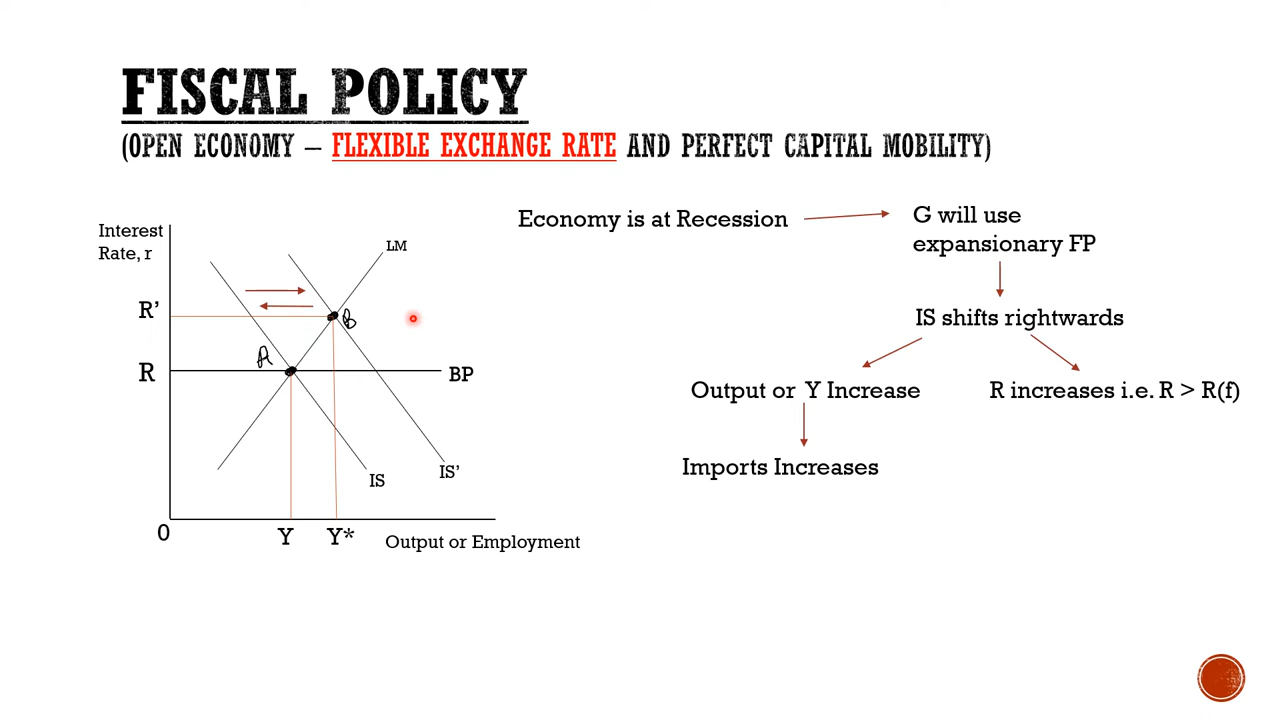 FISCAL POLICY
(OPEN ECONOMY – FLEXIBLE EXCHANGE RATE AND PERFECT CAPITAL MOBILITY)
Interest
Rate, r
LM
R’
B
A
R
BP
IS
IS’
0
Y
Y*
Output or Employment
Economy is at Recession
G will use
expansionary FP
IS shifts rightwards
Output or Y Increase
R increases i.e. R > R(f)
Imports Increases